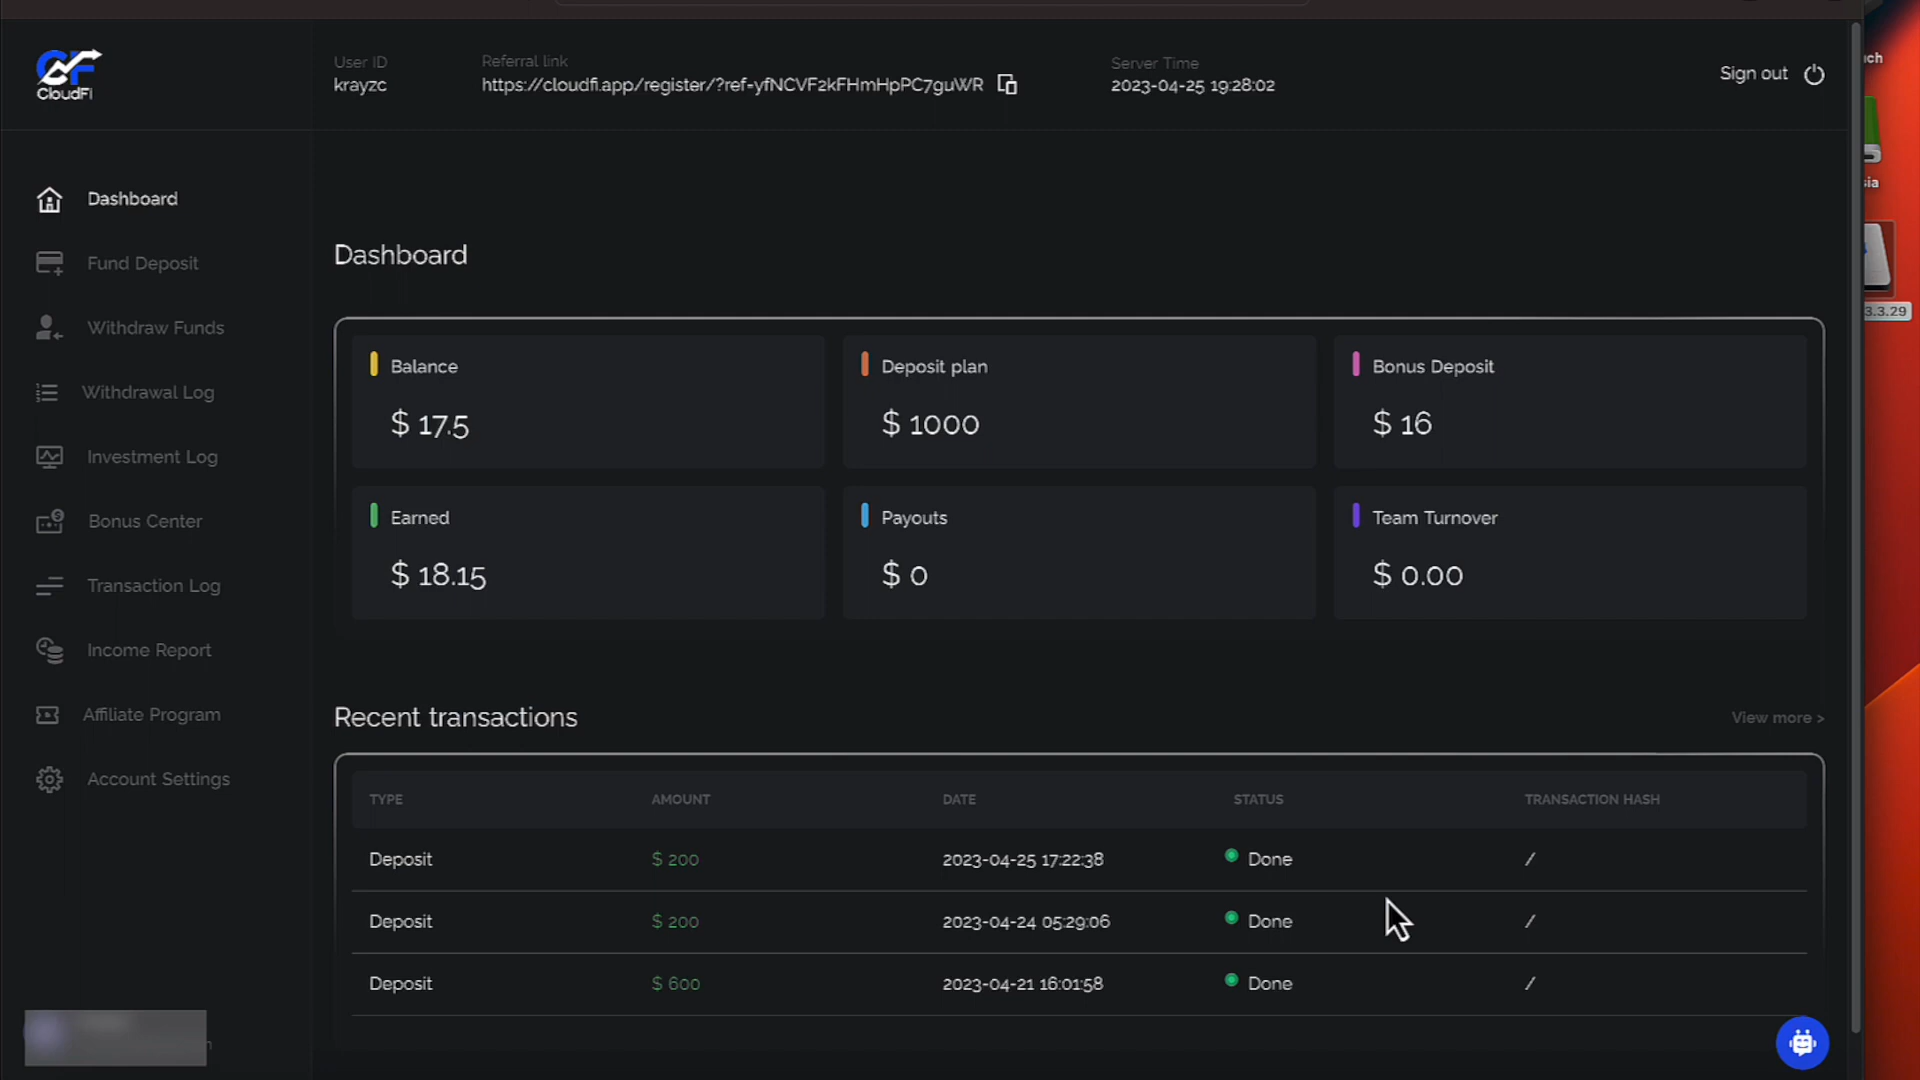 CF
CloudFi
User ID
krayzc
Referral link
https://cloudfi.app/register/?ref=yfNCVF2kFHmHpPC7guWR
Server Time
2023-04-25 19:28:02
Sign out
Dashboard
Fund Deposit
Withdraw Funds
Withdrawal Log
Investment Log
Bonus Center
Transaction Log
Income Report
Affiliate Program
Account Settings
Dashboard
Balance
$ 17.5
Deposit plan
$ 1000
Bonus Deposit
$ 16
Earned
$ 18.15
Payouts
$ 0
Team Turnover
$ 0.00
Recent transactions
View more >
TYPE AMOUNT DATE STATUS TRANSACTION HASH
Deposit $ 200 2023-04-25 17:22:38 Done /
Deposit $ 200 2023-04-24 05:29:06 Done /
Deposit $ 600 2023-04-21 16:01:58 Done /
3.3.29